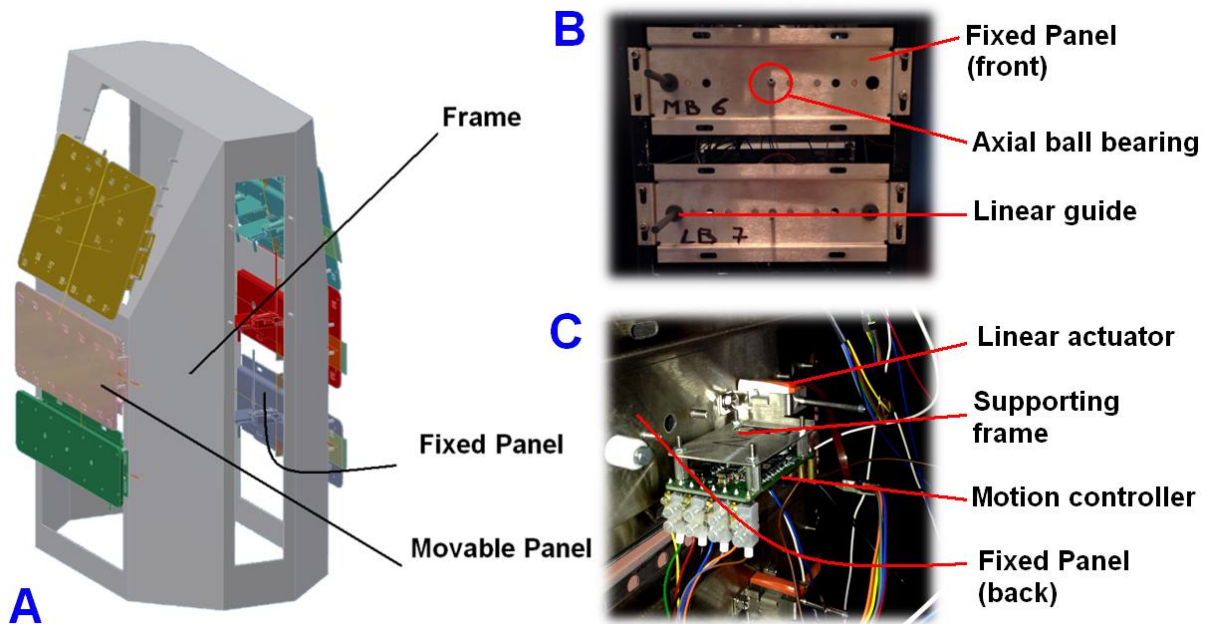 A
Frame
Fixed Panel
Movable Panel
B
MB 6
LB 7
Fixed Panel
(front)
Axial ball bearing
Linear guide
C
Linear actuator
Supporting
frame
Motion controller
Fixed Panel
(back)